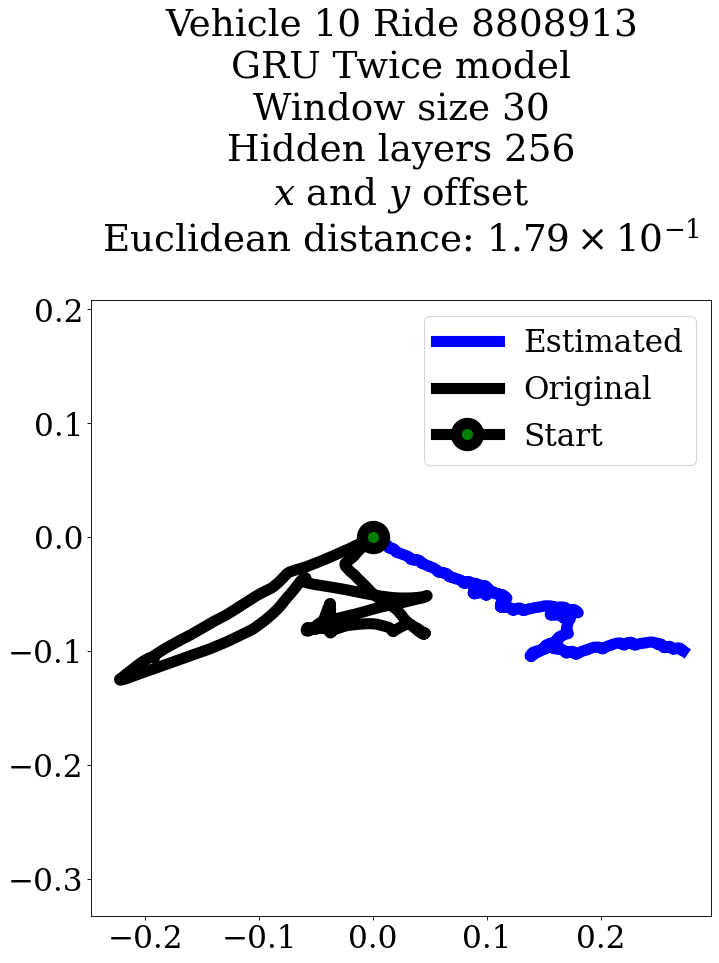 Vehicle 10 Ride 8808913
GRU Twice model
Window size 30
Hidden layers 256
x and y offset
Euclidean distance: 1.79 × 10⁻¹
Estimated
Original
Start
0.2
0.1
0.0
−0.1
−0.2
−0.3
−0.2 −0.1 0.0 0.1 0.2